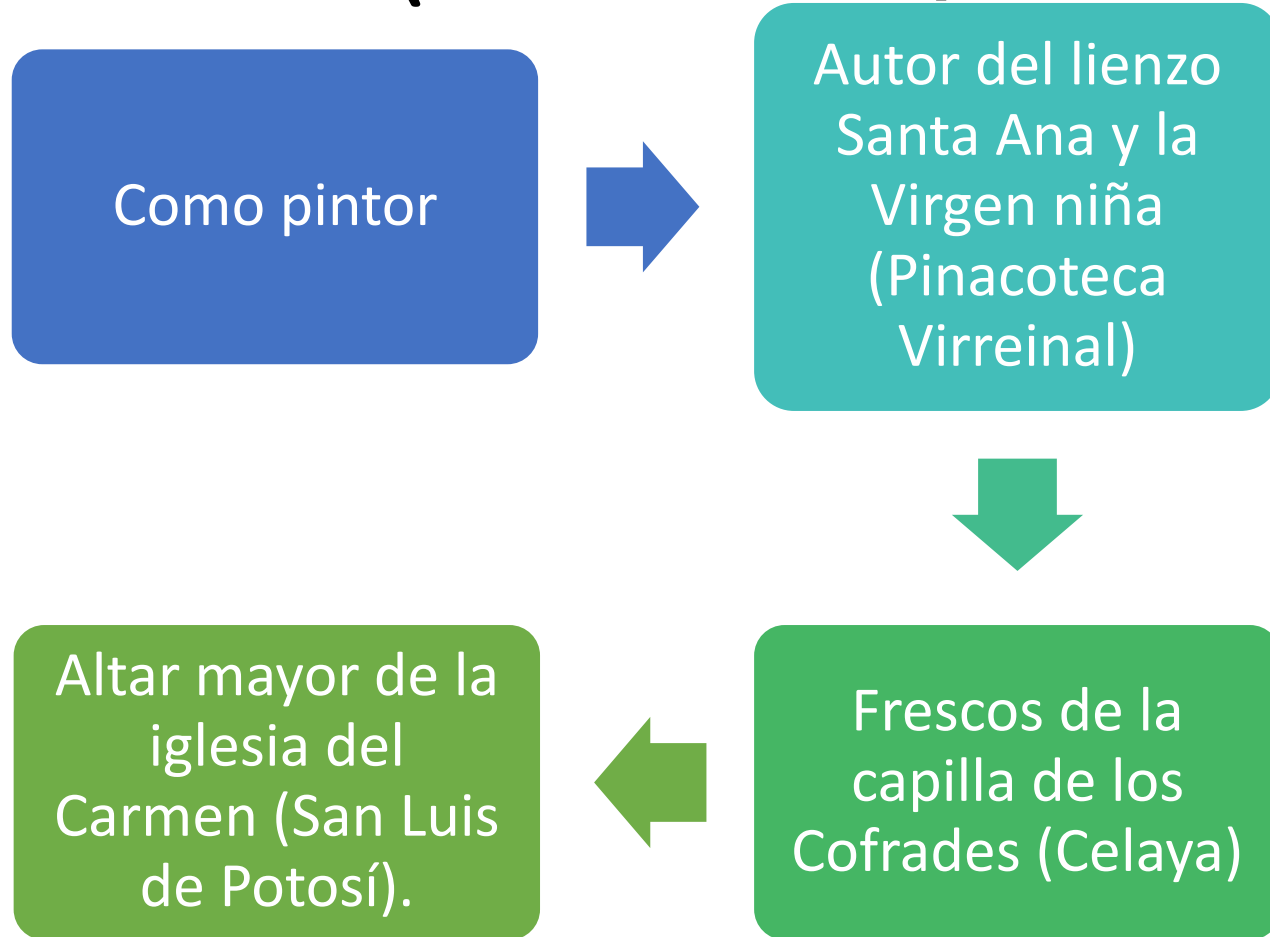 Como pintor
Autor del lienzo
Santa Ana y la
Virgen niña
(Pinacoteca
Virreinal)
Frescos de la
capilla de los
Cofrades (Celaya)
Altar mayor de la
iglesia del
Carmen (San Luis
de Potosí).